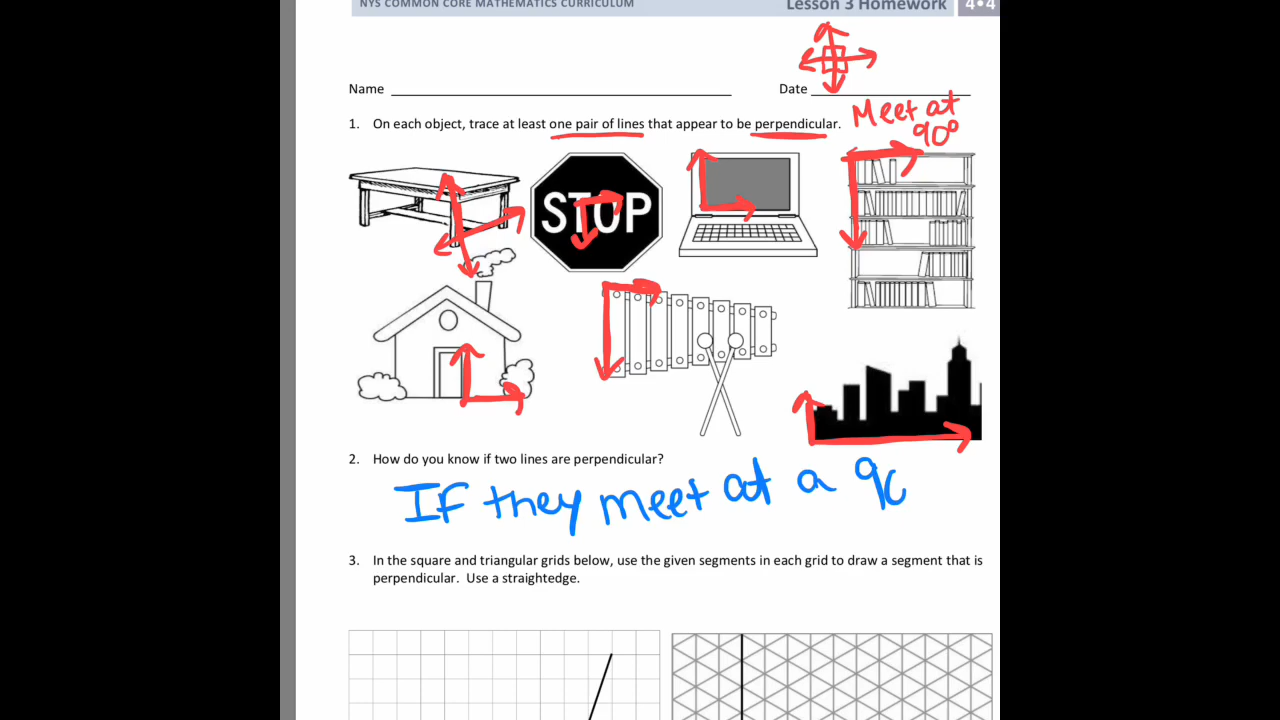 NYS COMMON CORE MATHEMATICS CURRICULUM Lesson 3 Homework 4•4
Name Date
Meet at
90°
1. On each object, trace at least one pair of lines that appear to be perpendicular.
STOP
2. How do you know if two lines are perpendicular?
If they meet at a 90
3. In the square and triangular grids below, use the given segments in each grid to draw a segment that is
perpendicular. Use a straightedge.